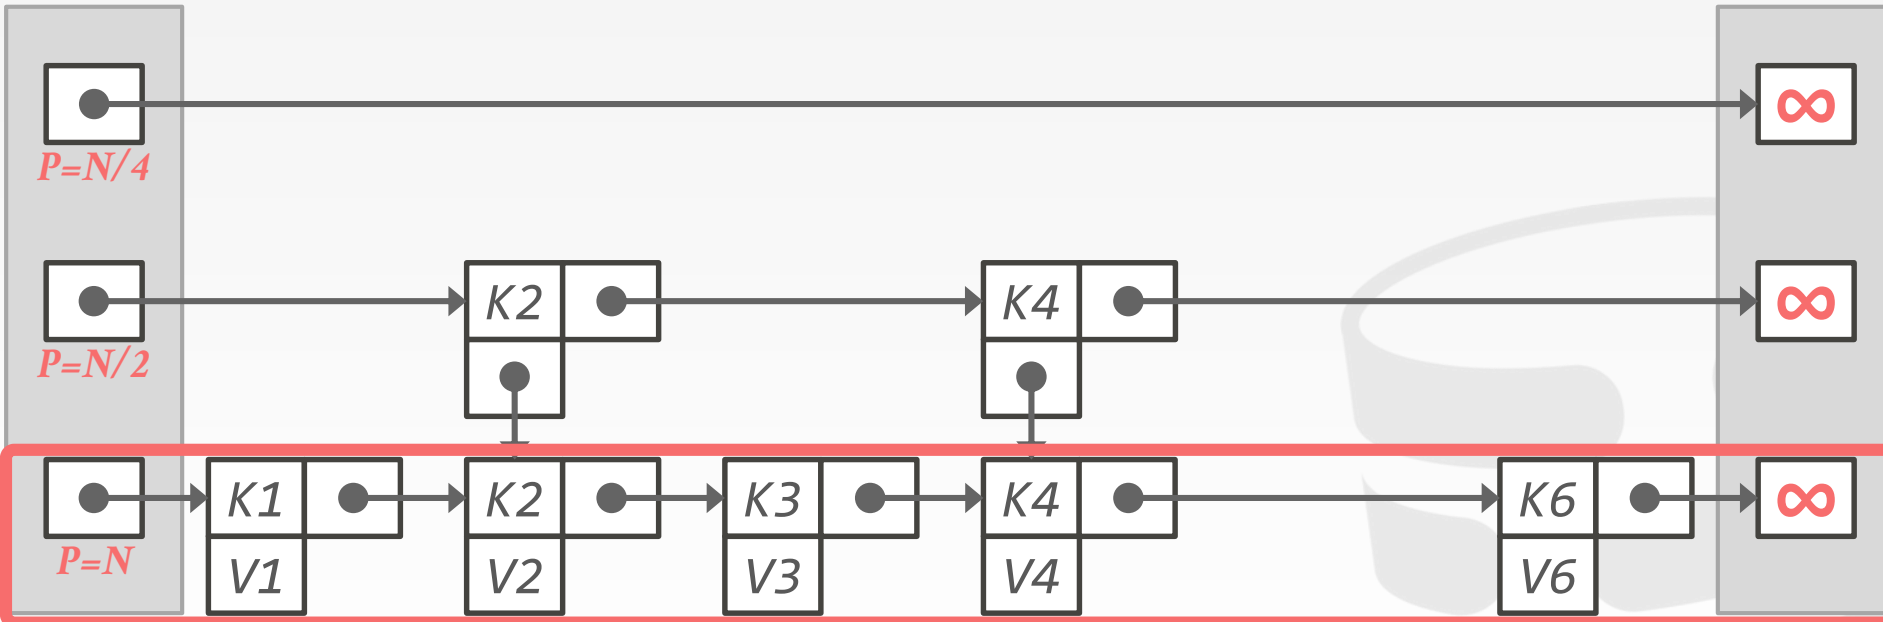 ∞
P=N/4
K2 K4 ∞
P=N/2
K1 K2 K3 K4 K6 ∞
P=N
V1 V2 V3 V4 V6